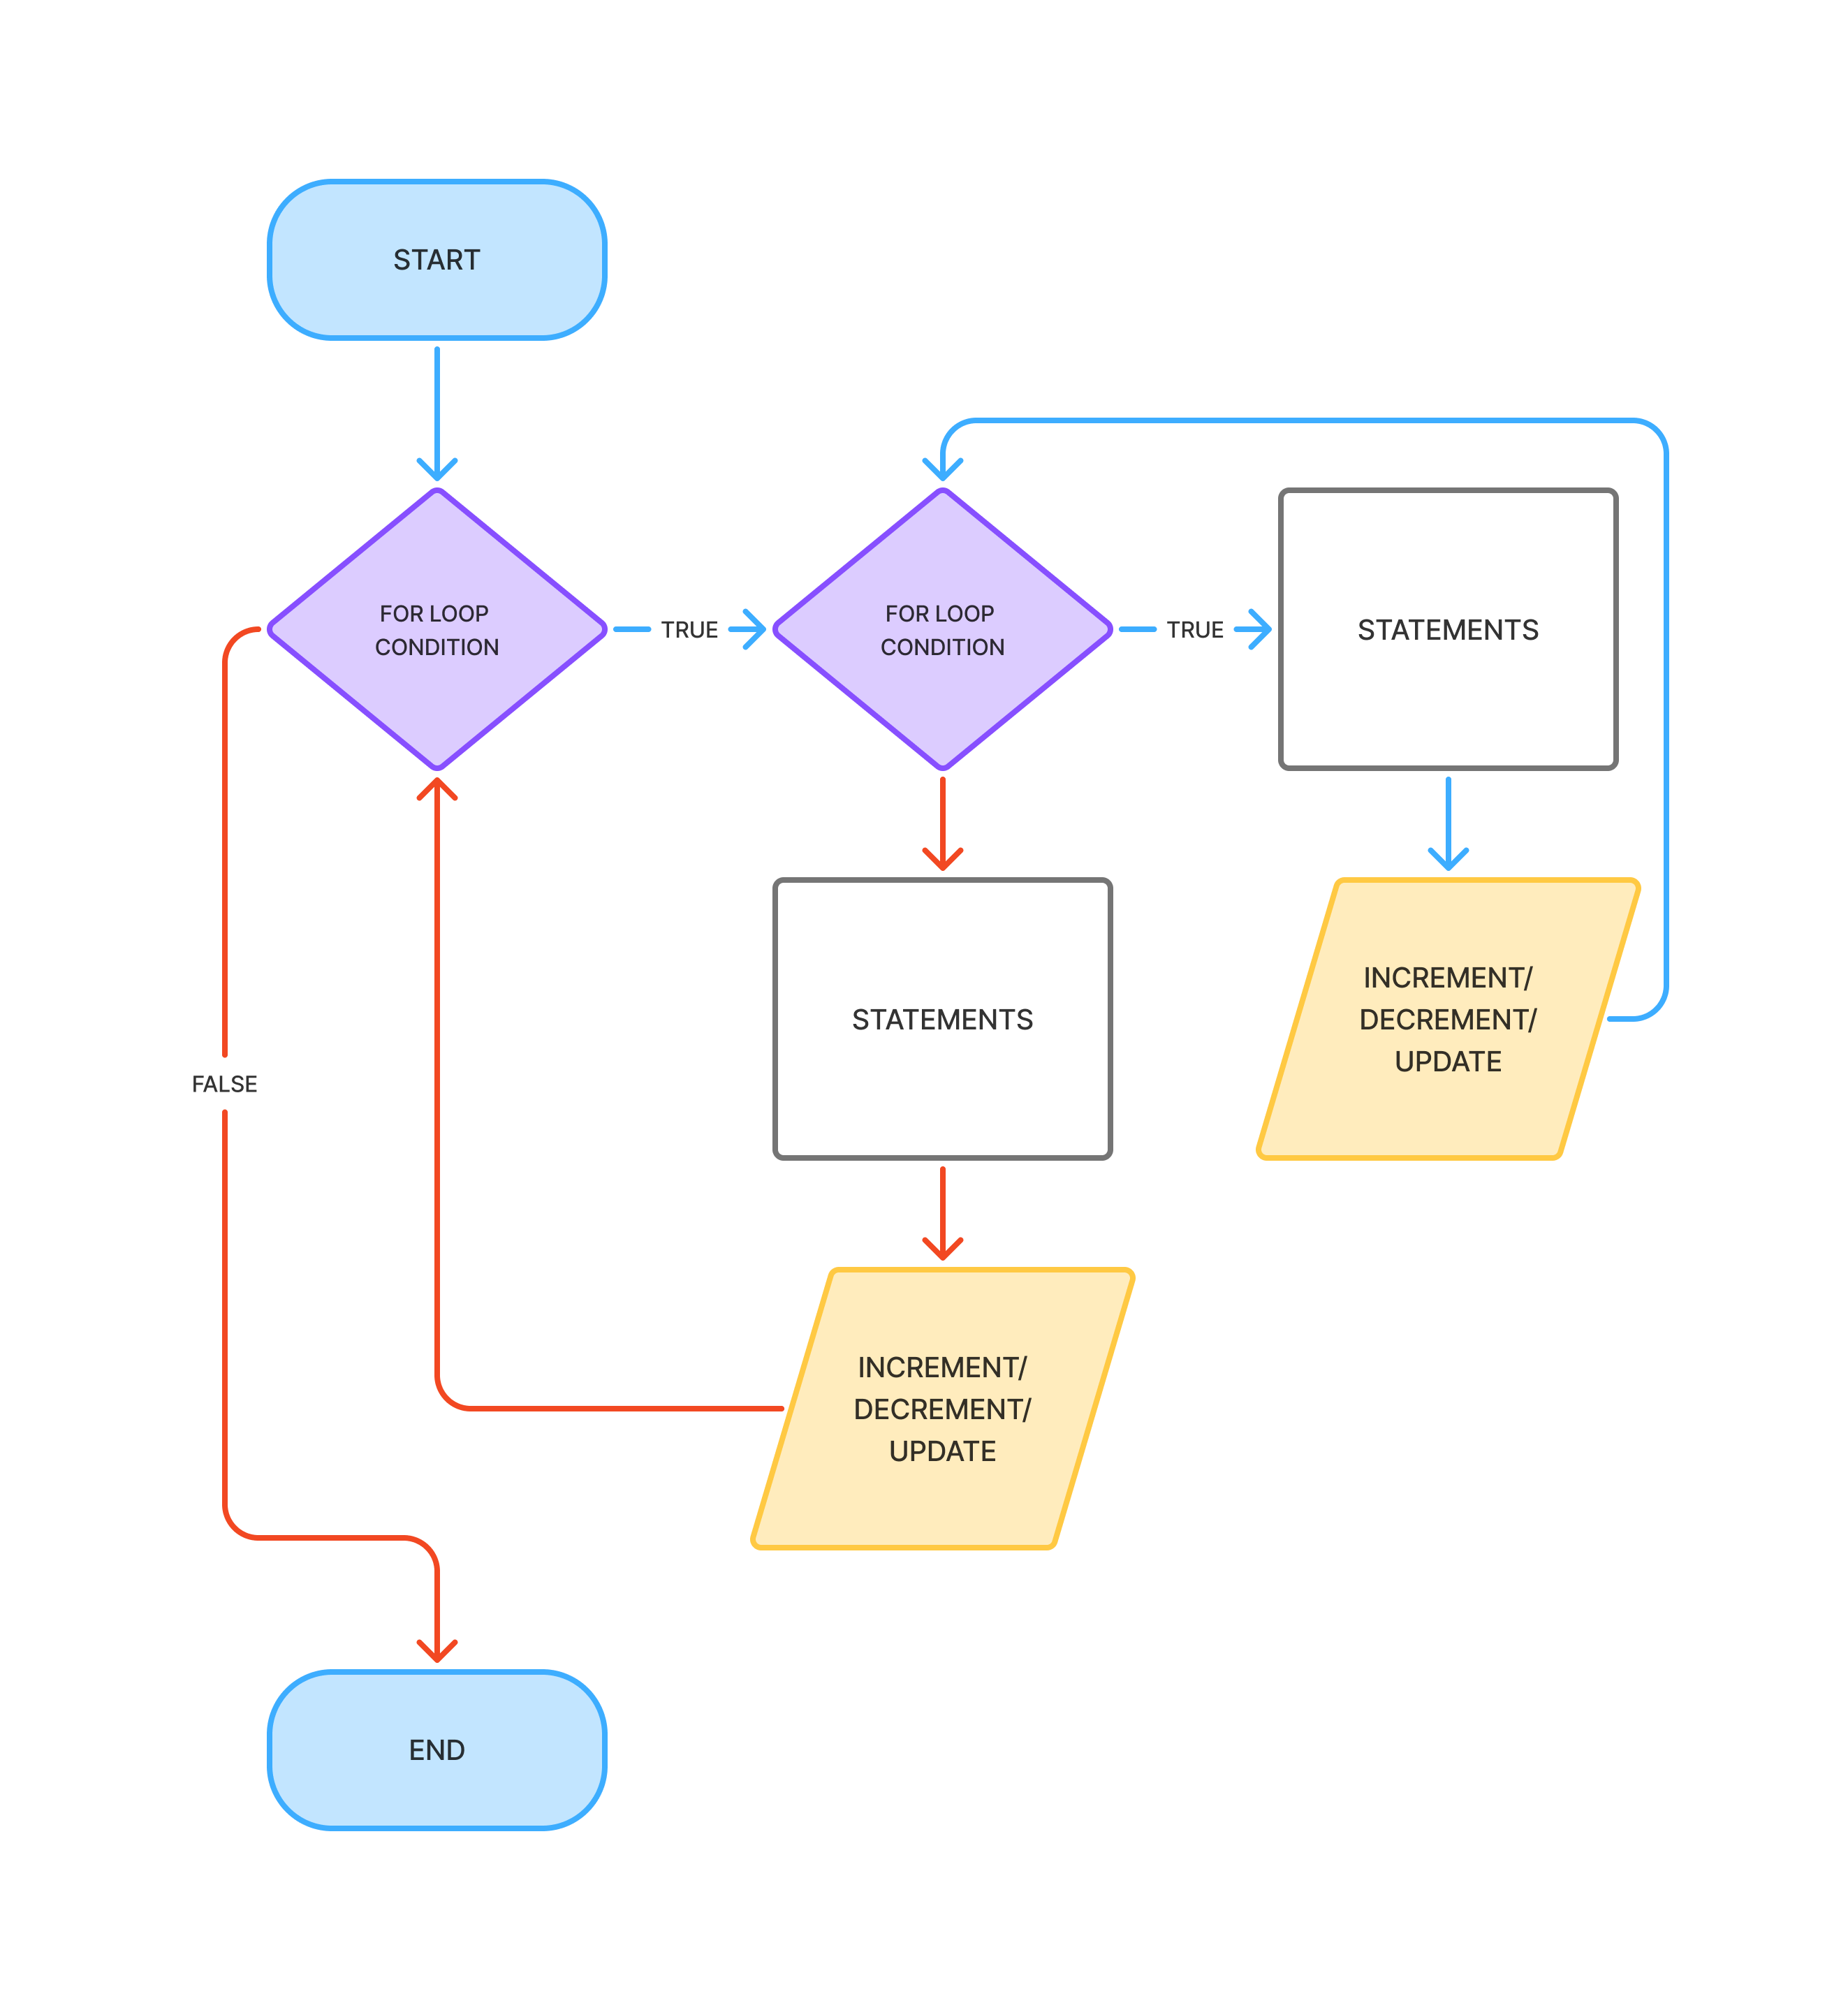 START
FOR LOOP
CONDITION
TRUE
FOR LOOP
CONDITION
TRUE
STATEMENTS
STATEMENTS
INCREMENT/
DECREMENT/
UPDATE
FALSE
INCREMENT/
DECREMENT/
UPDATE
END